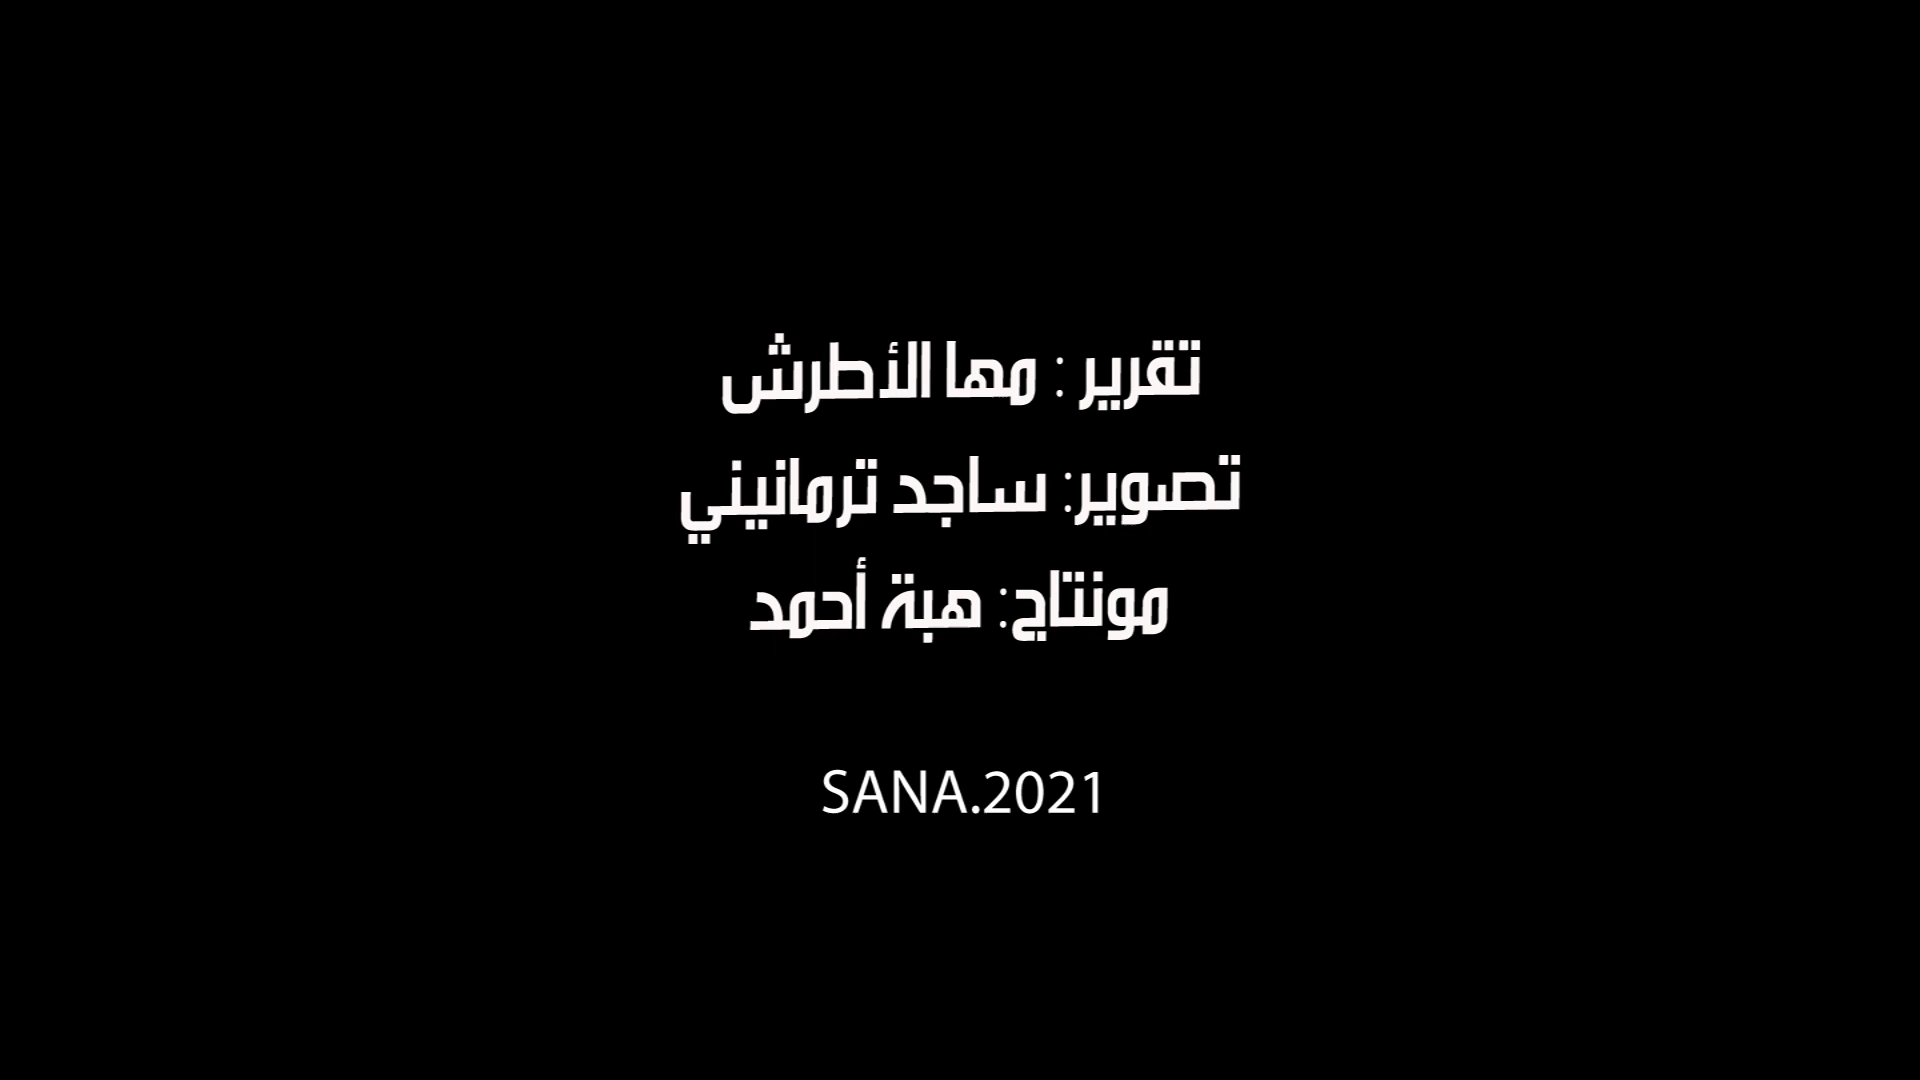 تقرير : مها الأطرش
تصوير: ساجد ترمانيني
مونتاج: هبة أحمد
SANA.2021